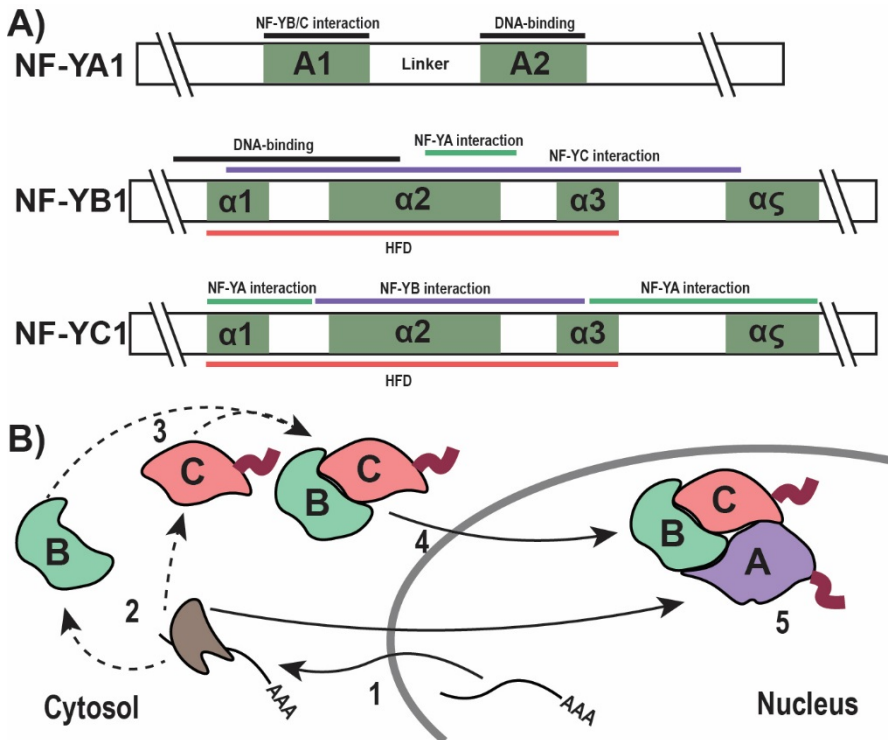 A)
NF-YB/C interaction
DNA-binding
NF-YA1
A1
Linker
A2
DNA-binding
NF-YA interaction
NF-YC interaction
NF-YB1
α1
α2
α3
ας
HFD
NF-YA interaction
NF-YB interaction
NF-YA interaction
NF-YC1
α1
α2
α3
ας
HFD
B)
3
C
B
C
B
4
C
B
A
5
2
AAA
1
AAA
Cytosol
Nucleus